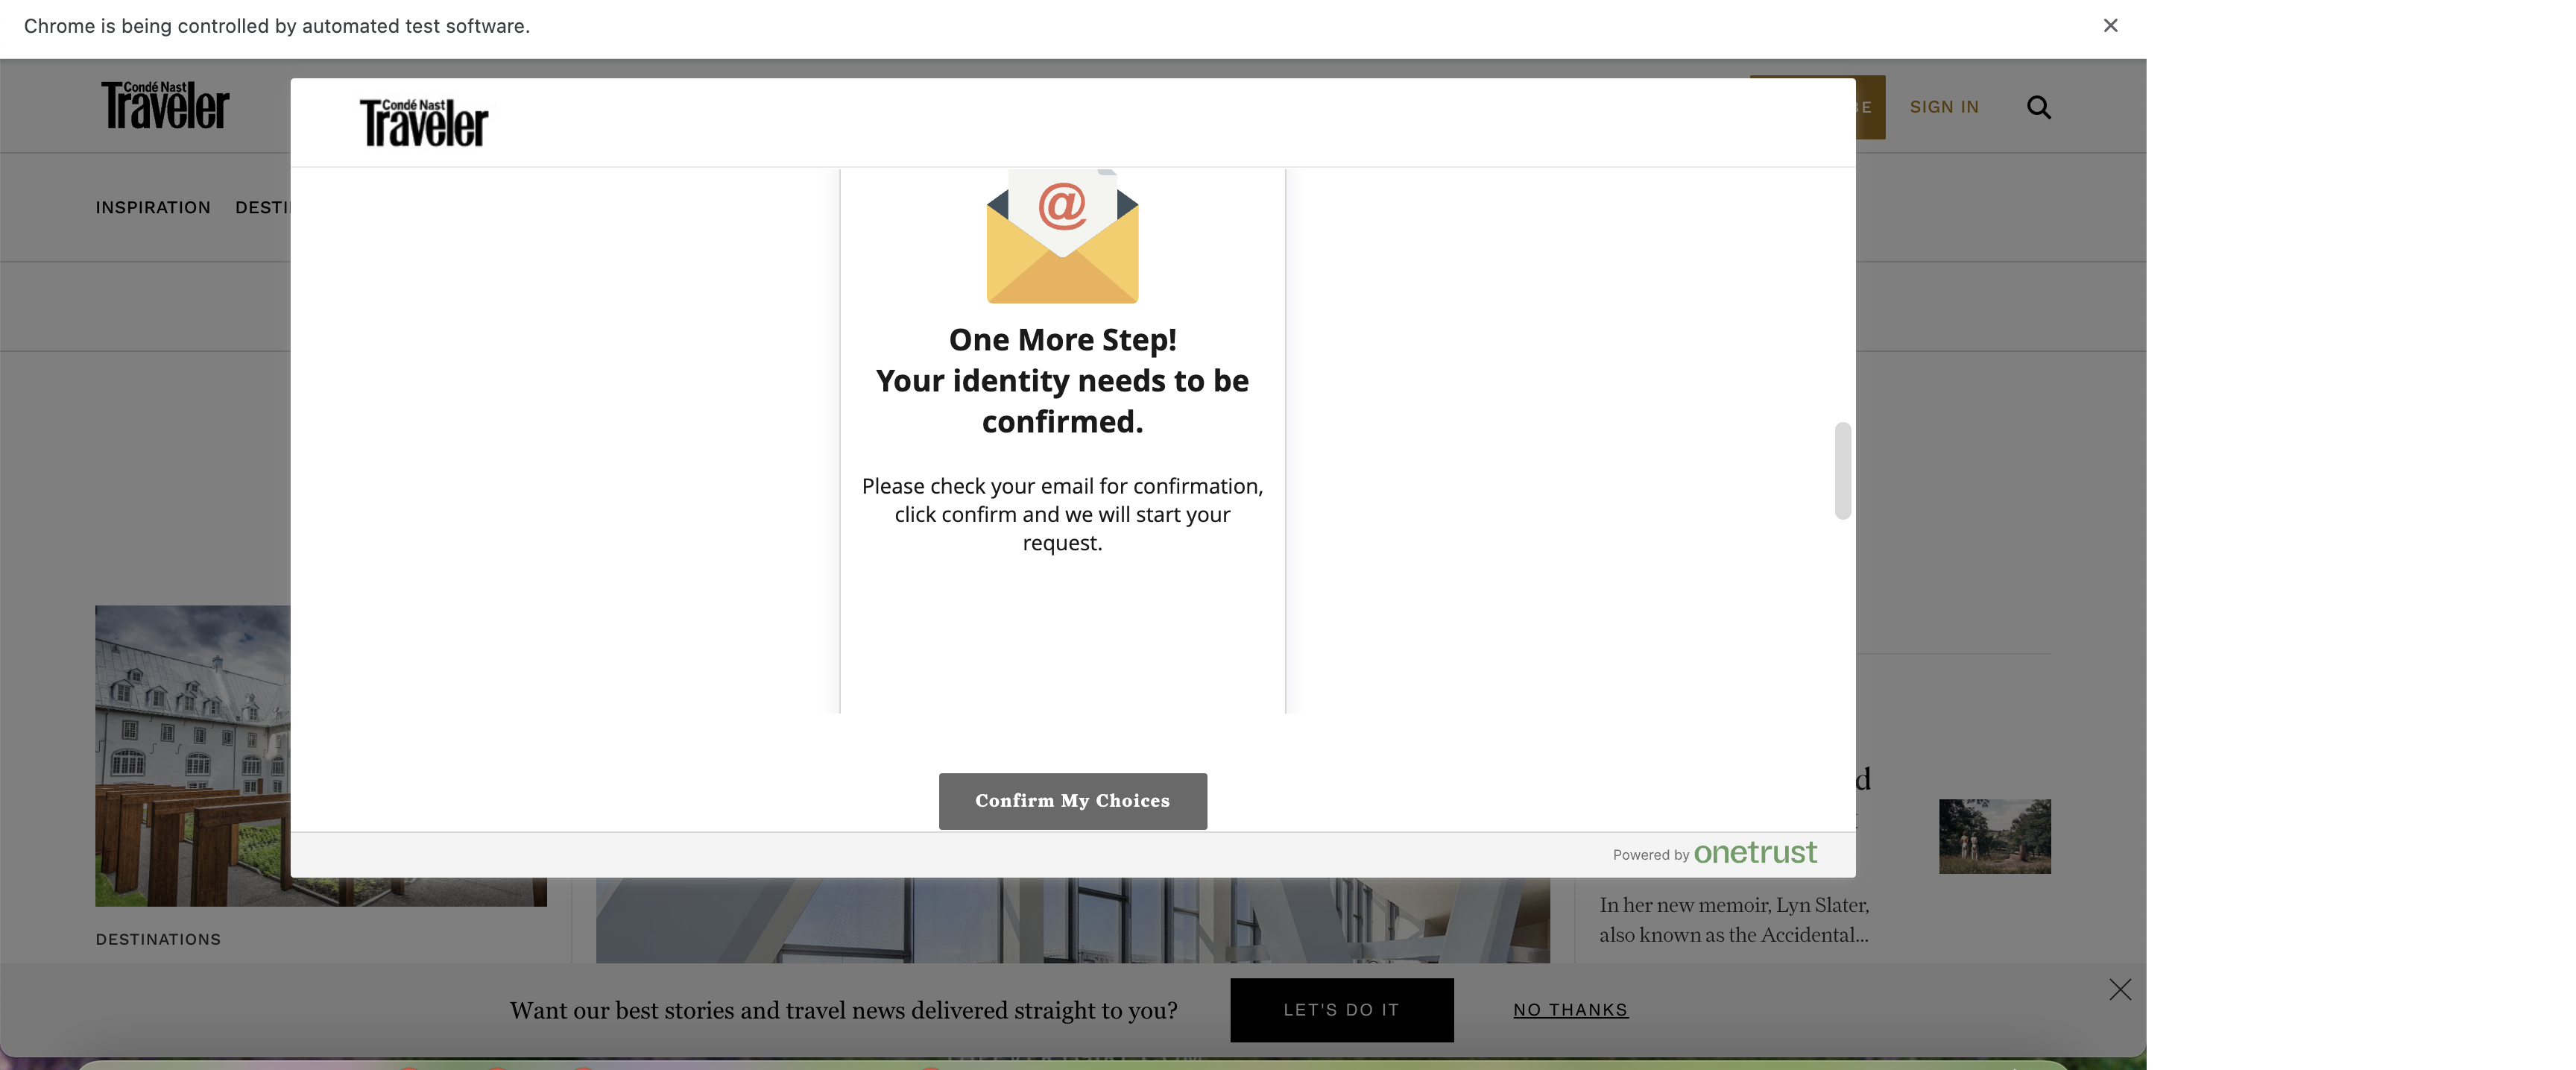 Chrome is being controlled by automated test software.
Condé Nast
Traveler
Condé Nast
Traveler
BE
SIGN IN
INSPIRATION
DESTI
@
One More Step!
Your identity needs to be
confirmed.
Please check your email for confirmation,
click confirm and we will start your
request.
Confirm My Choices
Powered by onetrust
d
In her new memoir, Lyn Slater,
also known as the Accidental...
DESTINATIONS
Want our best stories and travel news delivered straight to you?
LET'S DO IT
NO THANKS